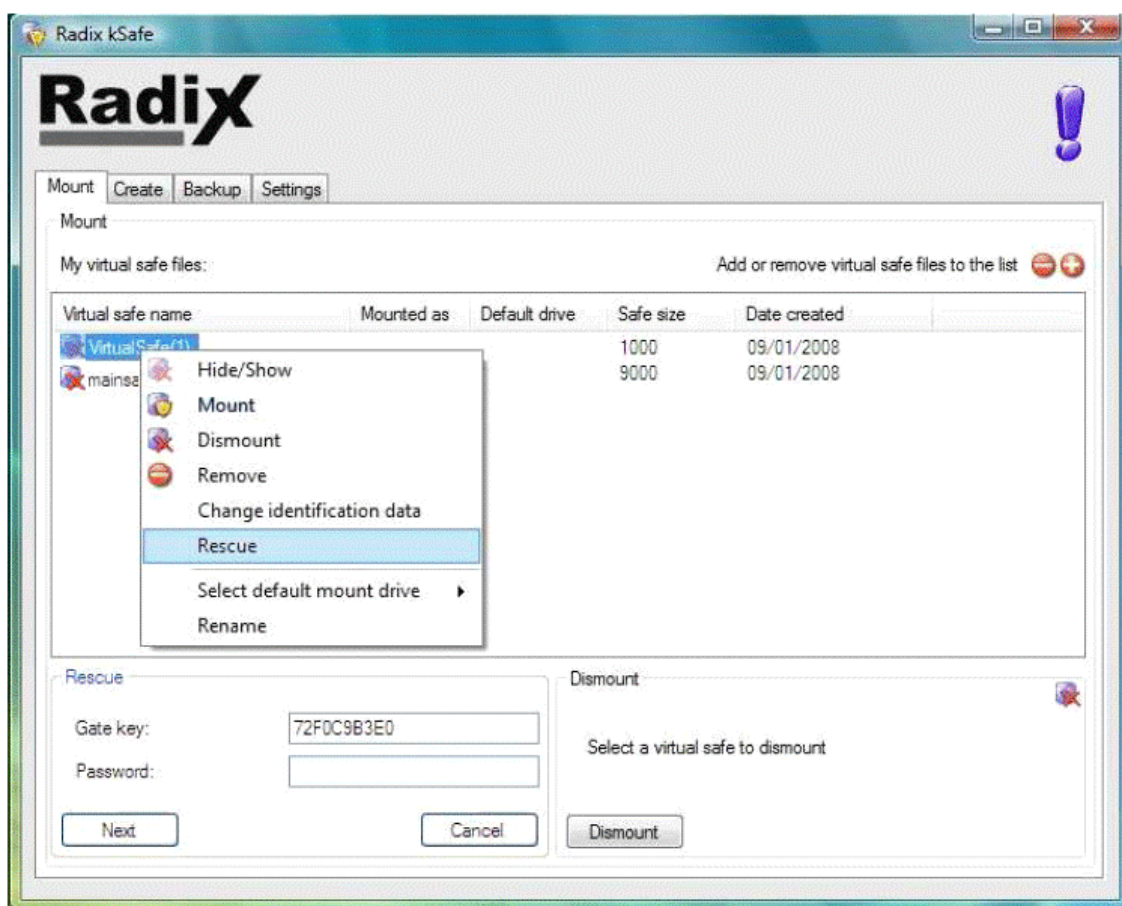 Radix kSafe
Radix
Mount Create Backup Settings
Mount
My virtual safe files: Add or remove virtual safe files to the list
Virtual safe name Mounted as Default drive Safe size Date created
VirtualSafe(1) 1000 09/01/2008
mainsa 9000 09/01/2008
Hide/Show
Mount
Dismount
Remove
Change identification data
Rescue
Select default mount drive
Rename
Rescue
Gate key: 72F0C9B3E0
Password:
Next Cancel
Dismount
Select a virtual safe to dismount
Dismount